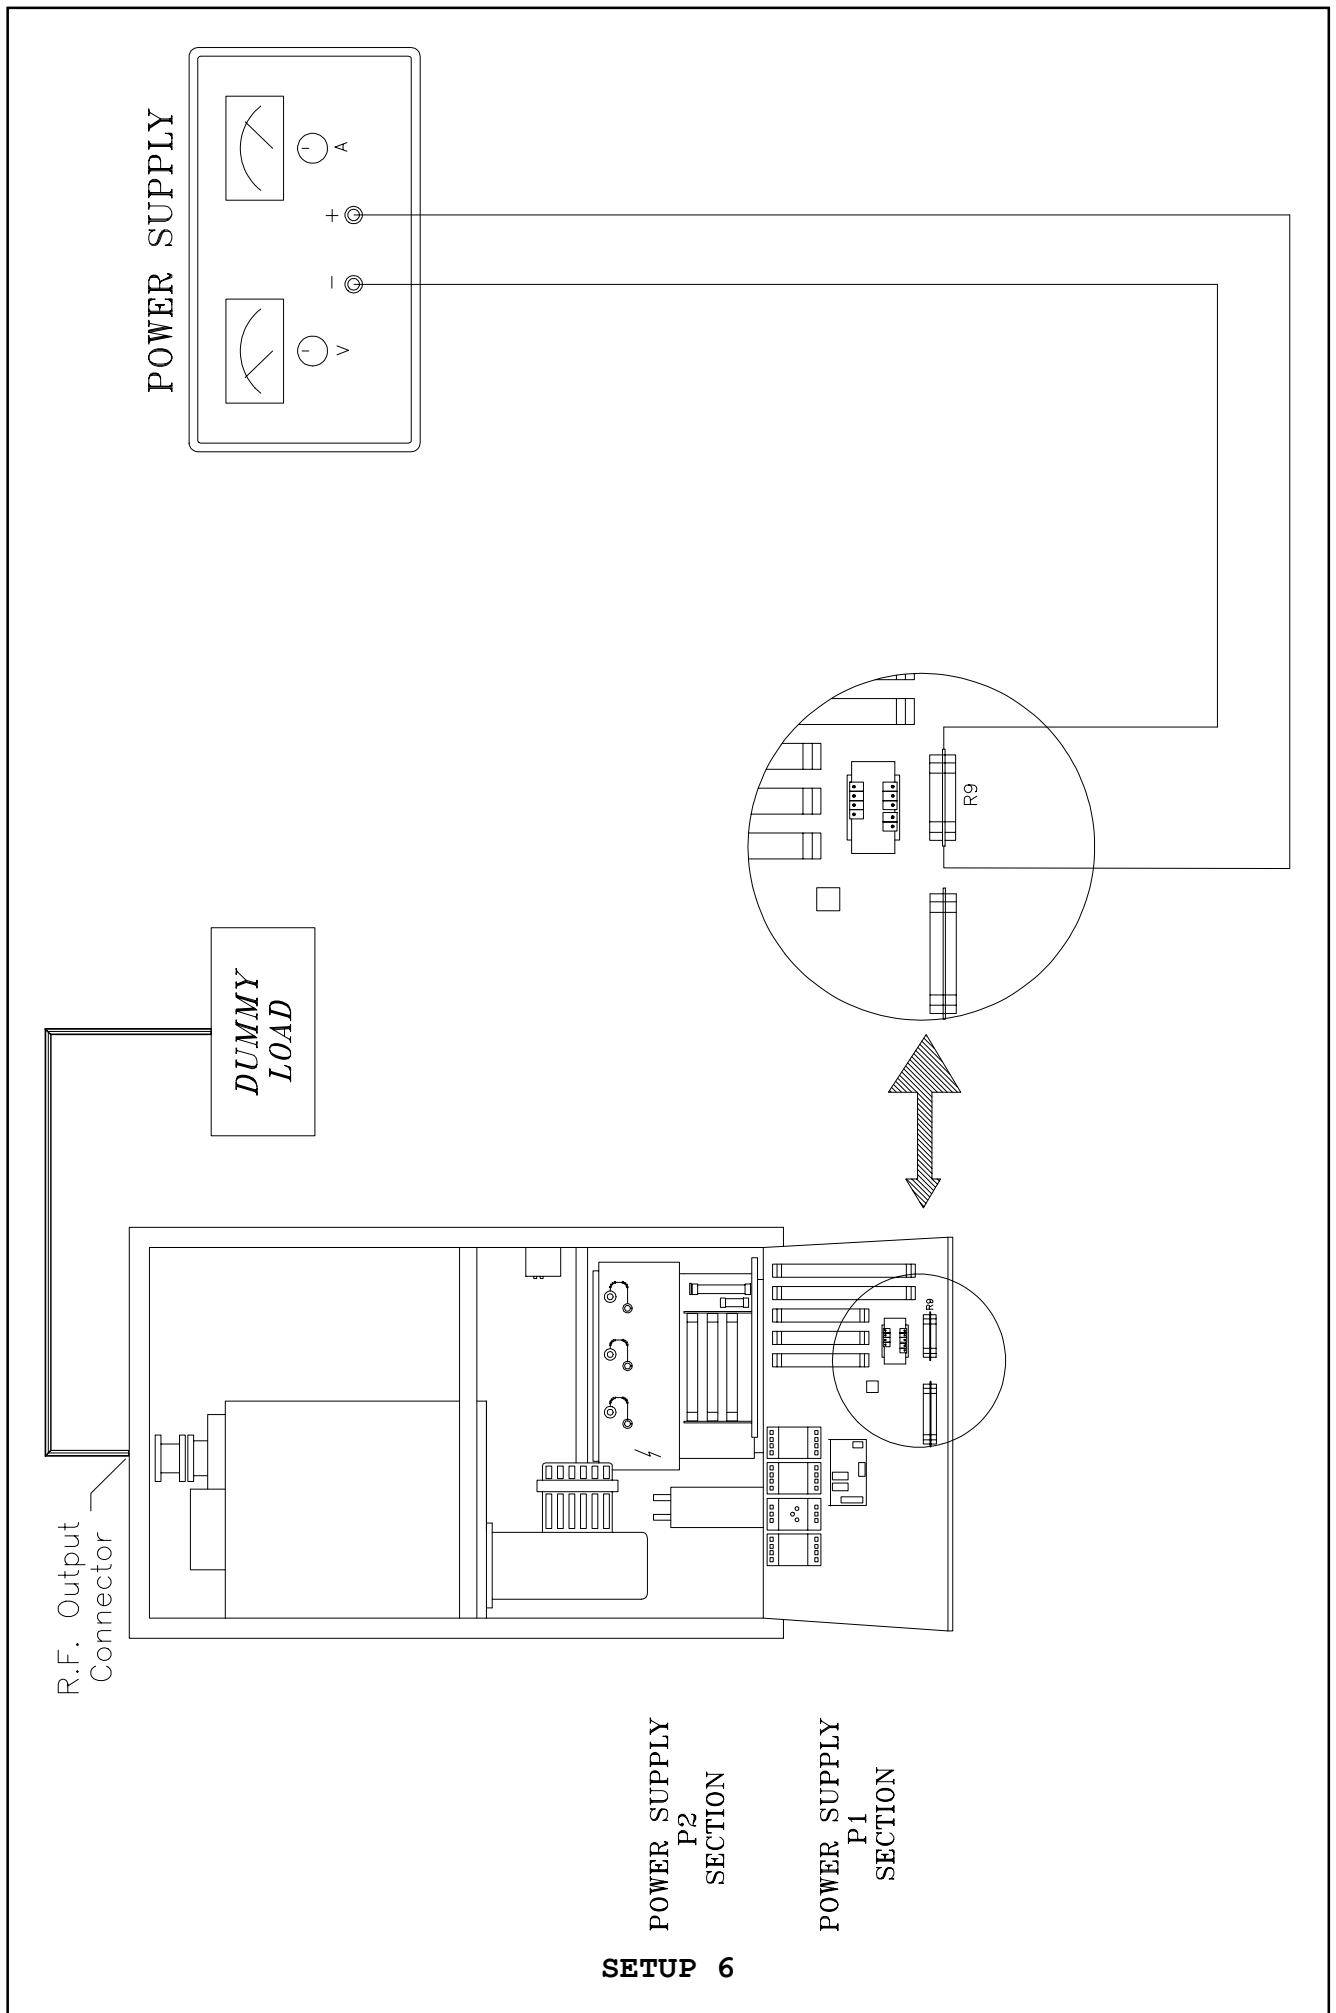 POWER SUPPLY
A
+
−
V
DUMMY
LOAD
R9
R9
R.F. Output
Connector
POWER SUPPLY
P2
SECTION
POWER SUPPLY
P1
SECTION
SETUP 6